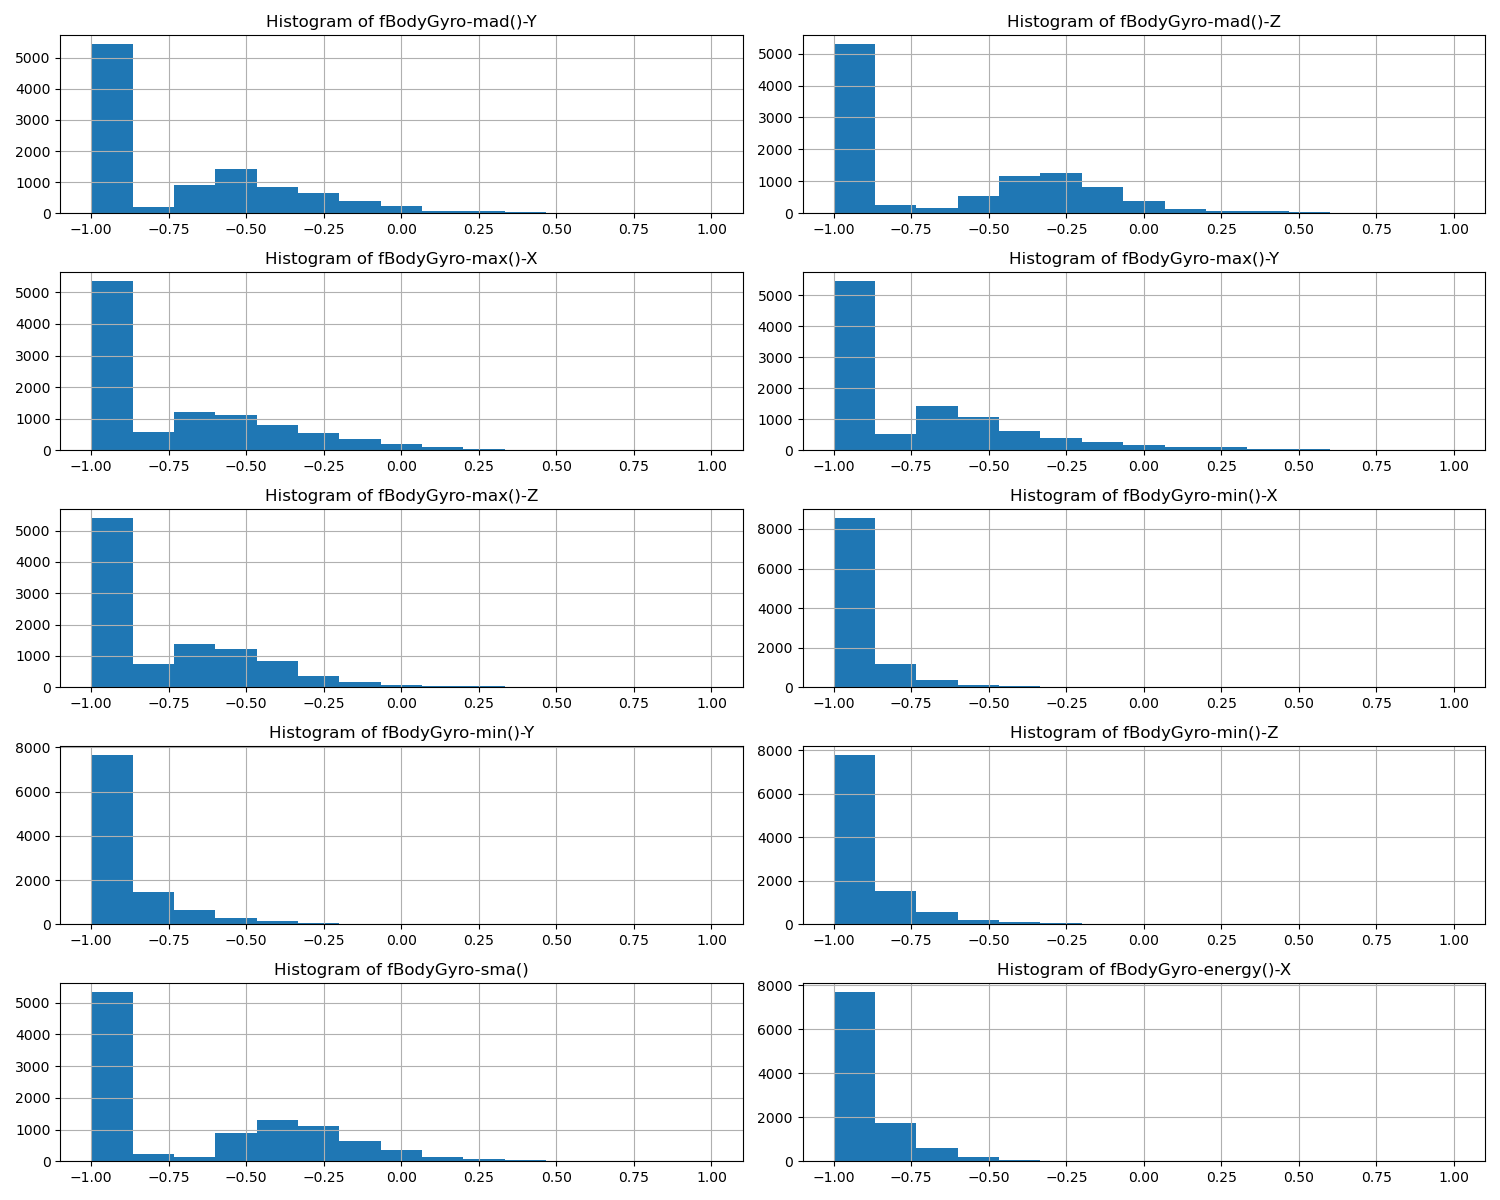 Histogram of fBodyGyro-mad()-Y
5000
4000
3000
2000
1000
0
−1.00 −0.75 −0.50 −0.25 0.00 0.25 0.50 0.75 1.00
Histogram of fBodyGyro-mad()-Z
5000
4000
3000
2000
1000
0
−1.00 −0.75 −0.50 −0.25 0.00 0.25 0.50 0.75 1.00
Histogram of fBodyGyro-max()-X
5000
4000
3000
2000
1000
0
−1.00 −0.75 −0.50 −0.25 0.00 0.25 0.50 0.75 1.00
Histogram of fBodyGyro-max()-Y
5000
4000
3000
2000
1000
0
−1.00 −0.75 −0.50 −0.25 0.00 0.25 0.50 0.75 1.00
Histogram of fBodyGyro-max()-Z
5000
4000
3000
2000
1000
0
−1.00 −0.75 −0.50 −0.25 0.00 0.25 0.50 0.75 1.00
Histogram of fBodyGyro-min()-X
8000
6000
4000
2000
0
−1.00 −0.75 −0.50 −0.25 0.00 0.25 0.50 0.75 1.00
Histogram of fBodyGyro-min()-Y
8000
6000
4000
2000
0
−1.00 −0.75 −0.50 −0.25 0.00 0.25 0.50 0.75 1.00
Histogram of fBodyGyro-min()-Z
8000
6000
4000
2000
0
−1.00 −0.75 −0.50 −0.25 0.00 0.25 0.50 0.75 1.00
Histogram of fBodyGyro-sma()
5000
4000
3000
2000
1000
0
−1.00 −0.75 −0.50 −0.25 0.00 0.25 0.50 0.75 1.00
Histogram of fBodyGyro-energy()-X
8000
6000
4000
2000
0
−1.00 −0.75 −0.50 −0.25 0.00 0.25 0.50 0.75 1.00